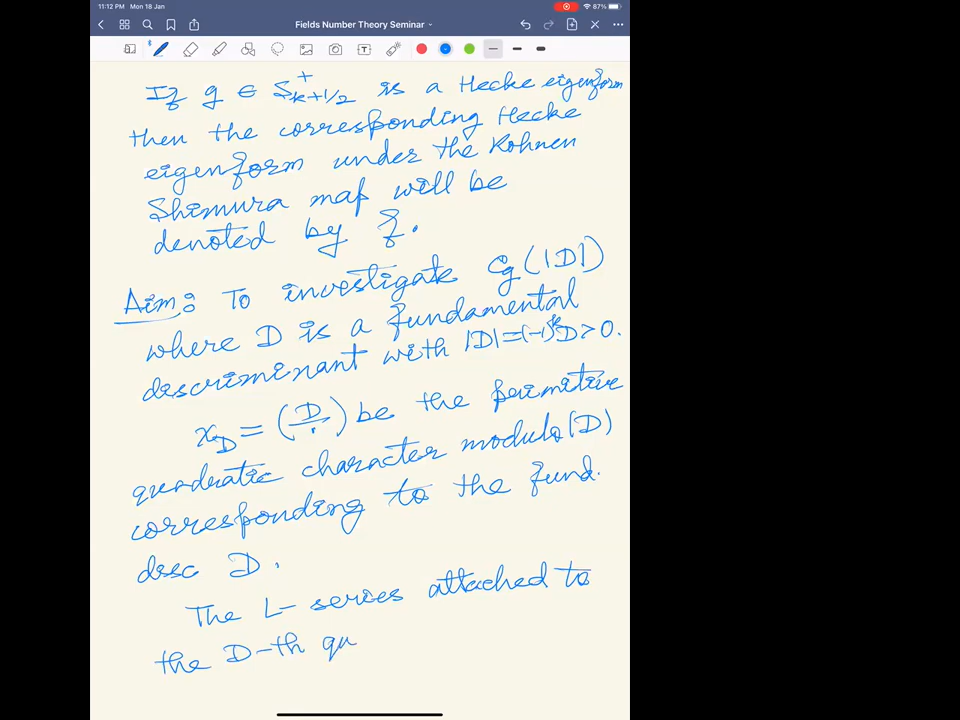 11:12 PM Mon 18 Jan
87%
Fields Number Theory Seminar
If g ∈ S⁺_{k+1/2} is a Hecke eigenform
then the corresponding Hecke
eigenform under the Kohnen
Shimura map will be
denoted by f.
Aim: To investigate C_g(|D|)
where D is a fundamental
discriminant with |D|=(-1)^k D>0.
χ_D = (D/·) be the primitive
quadratic character modulo |D|
corresponding to the fund.
disc D.
The L-series attached to
the D-th qu